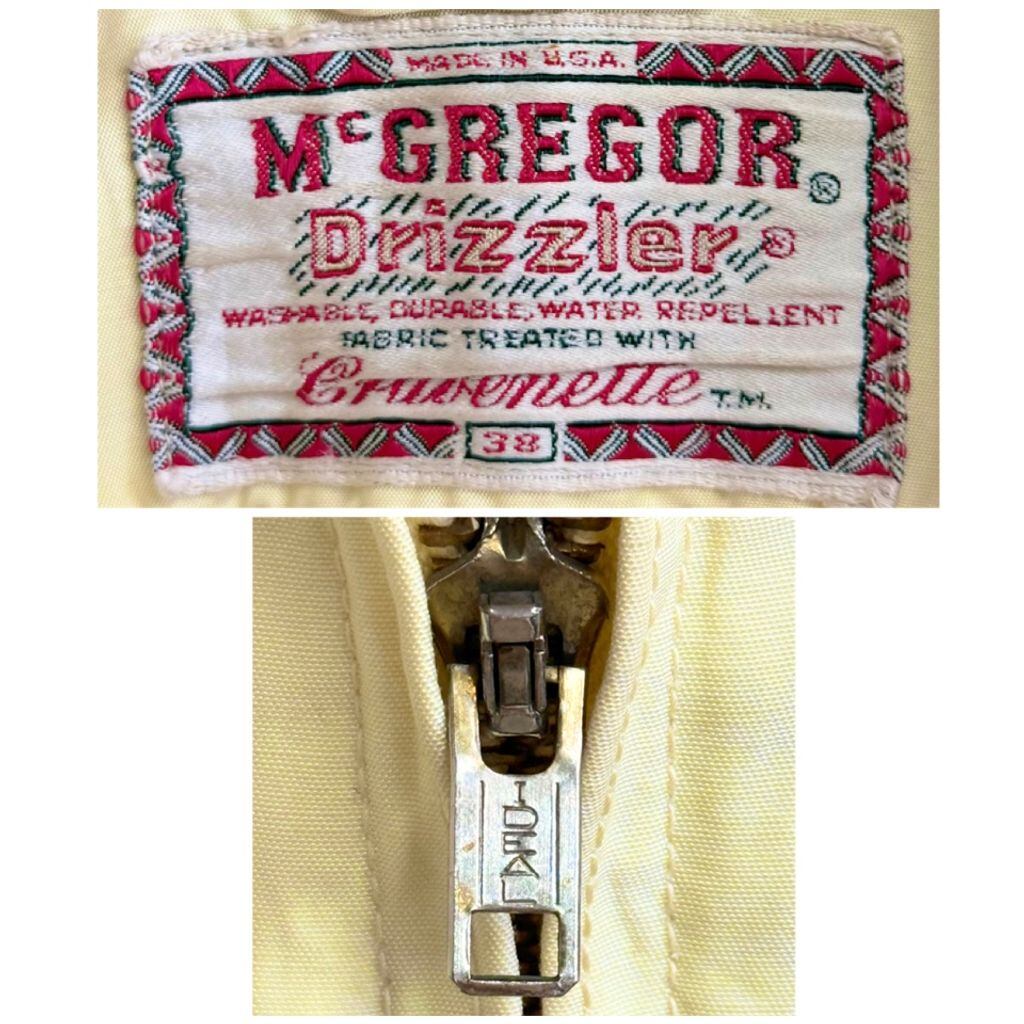 MADE IN U.S.A.
McGREGOR®
Drizzler®
WASHABLE, DURABLE, WATER REPELLENT
FABRIC TREATED WITH
Cravenette T.M.
38
IDEAL